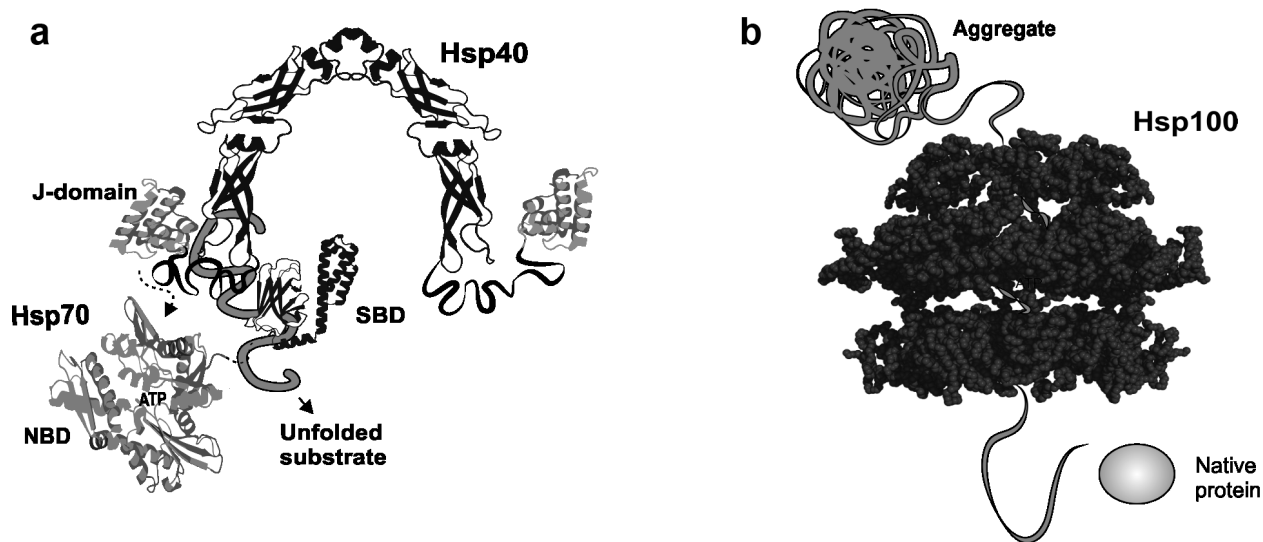 a
Hsp40
J-domain
Hsp70
SBD
ATP
NBD
Unfolded
substrate
b
Aggregate
Hsp100
Native
protein